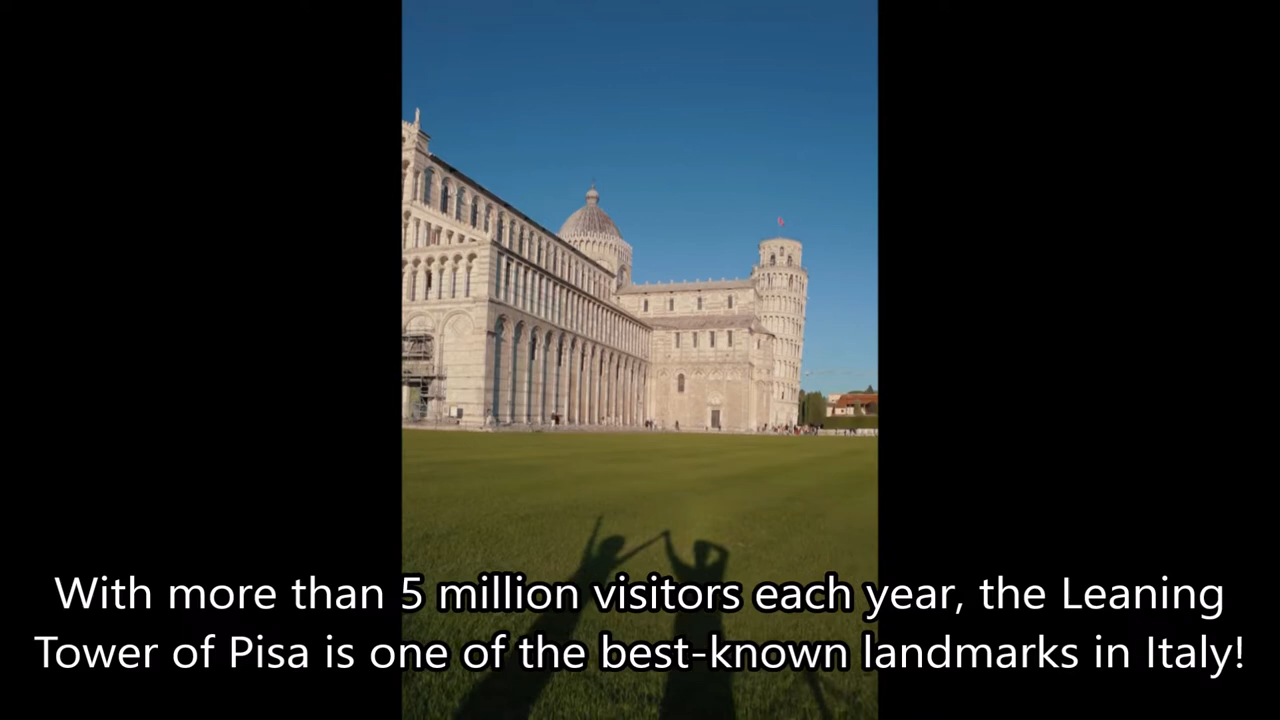 With more than 5 million visitors each year, the Leaning
Tower of Pisa is one of the best-known landmarks in Italy!